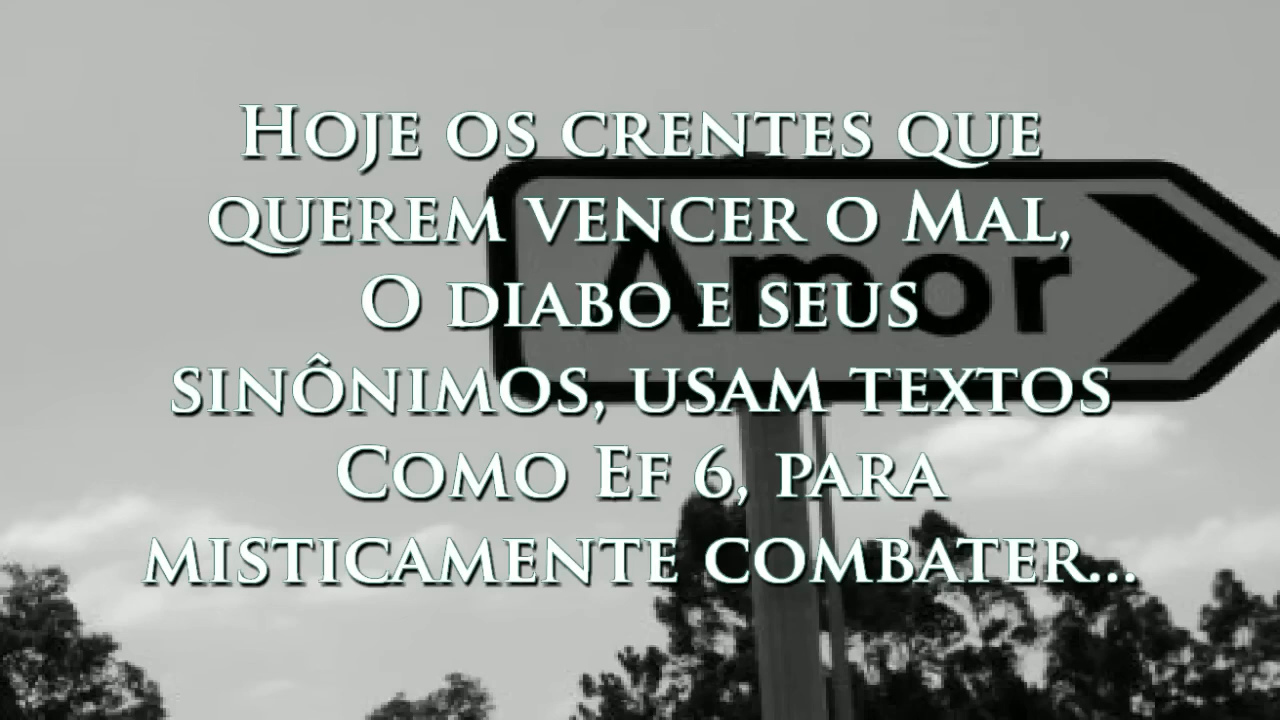 Hoje os crentes que
querem vencer o Mal,
O diabo e seus
sinônimos, usam textos
Como Ef 6, para
misticamente combater...
Amor